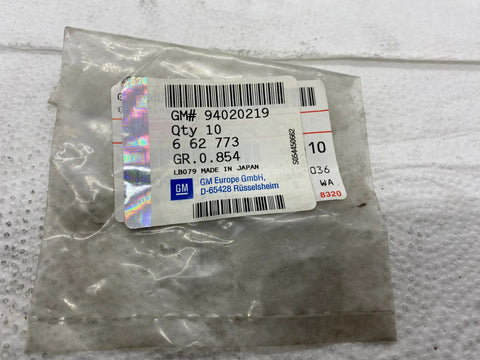 GM# 94020219
Qty 10
6 62 773
GR.0.854
LB079 MADE IN JAPAN
GM
GM Europe GmbH,
D-65428 Rüsselsheim
S654450662
10
036
WA
8320